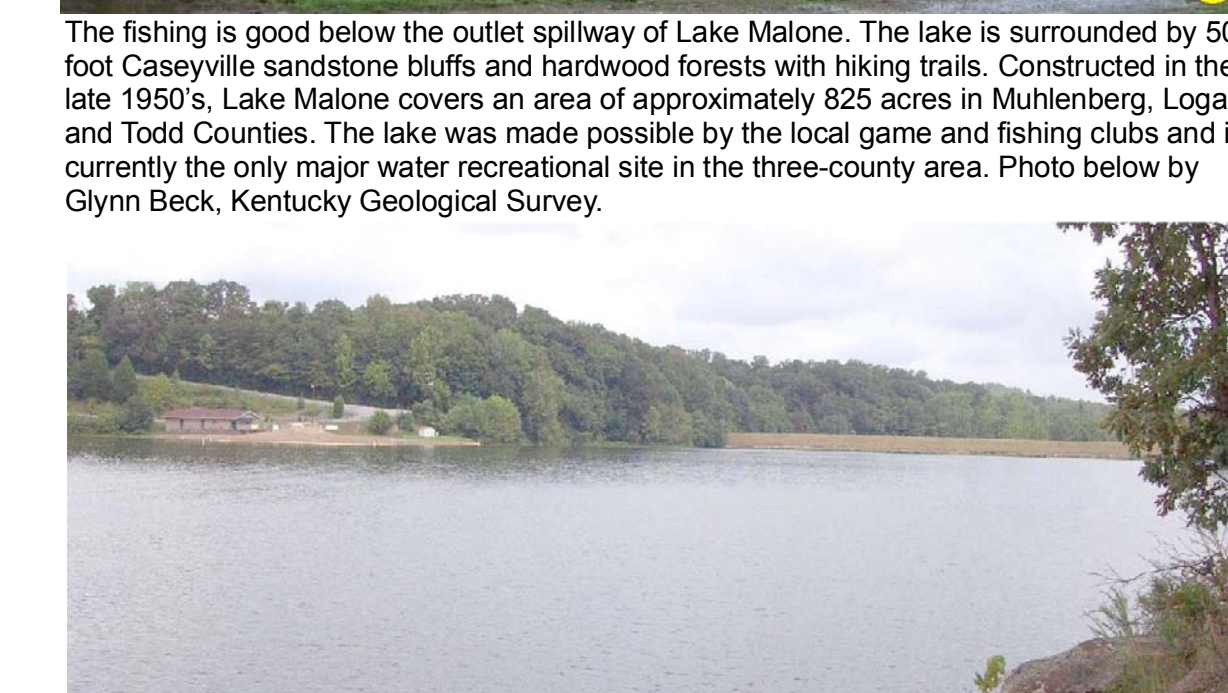 The fishing is good below the outlet spillway of Lake Malone. The lake is surrounded by 50
foot Caseyville sandstone bluffs and hardwood forests with hiking trails. Constructed in the
late 1950’s, Lake Malone covers an area of approximately 825 acres in Muhlenberg,
and Todd Counties. The lake was made possible by the local game and fishing clubs and
currently the only major water recreational site in the three-county area. Photo below by
Glynn Beck, Kentucky Geological Survey.